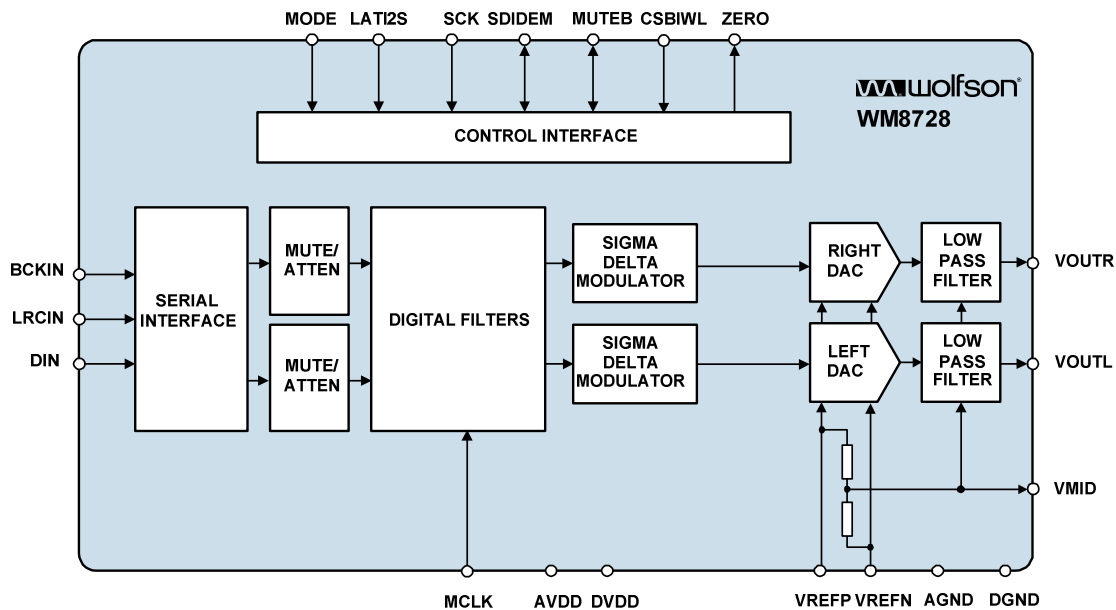 MODE LATI2S SCK SDIDEM MUTEB CSBIWL ZERO
wolfson®
WM8728
CONTROL INTERFACE
BCKIN
LRCIN
DIN
SERIAL
INTERFACE
MUTE/
ATTEN
MUTE/
ATTEN
DIGITAL FILTERS
SIGMA
DELTA
MODULATOR
SIGMA
DELTA
MODULATOR
RIGHT
DAC
LEFT
DAC
LOW
PASS
FILTER
LOW
PASS
FILTER
VOUTR
VOUTL
VMID
MCLK AVDD DVDD VREFP VREFN AGND DGND